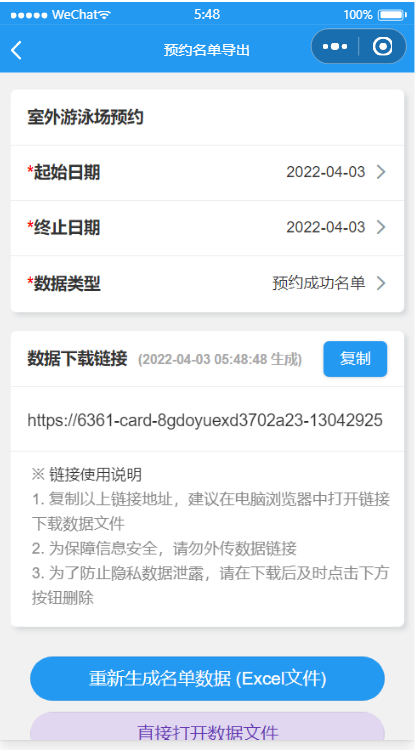 ●●●●● WeChat 5:48 100%
预约名单导出
室外游泳场预约
*起始日期 2022-04-03
*终止日期 2022-04-03
*数据类型 预约成功名单
数据下载链接 (2022-04-03 05:48:48 生成) 复制
https://6361-card-8gdoyuexd3702a23-13042925
※ 链接使用说明
1. 复制以上链接地址，建议在电脑浏览器中打开链接
下载数据文件
2. 为保障信息安全，请勿外传数据链接
3. 为了防止隐私数据泄露，请在下载后及时点击下方
按钮删除
重新生成名单数据 (Excel文件)
直接打开数据文件